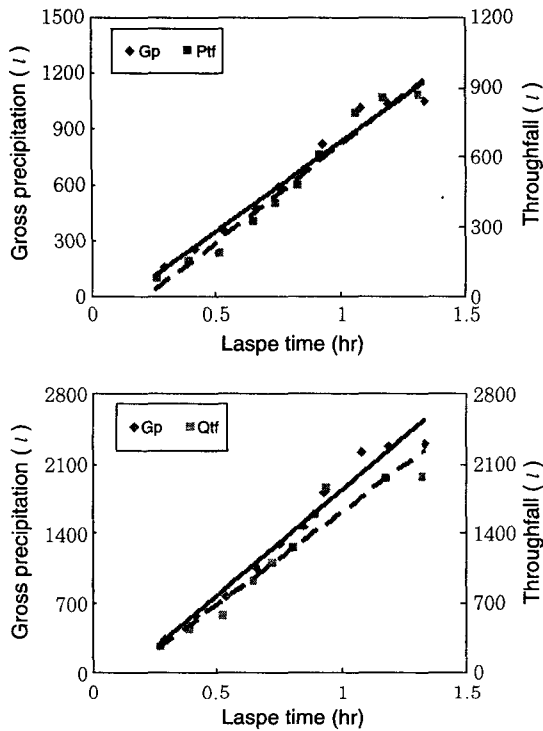 1500
1200
900
600
300
0
Gross precipitation ( l )
Gp Ptf
1200
900
600
300
0
Throughfall ( l )
0 0.5 1 1.5
Laspe time (hr)
2800
2100
1400
700
0
Gross precipitation ( l )
Gp Qtf
2800
2100
1400
700
0
Throughfall ( l )
0 0.5 1 1.5
Laspe time (hr)